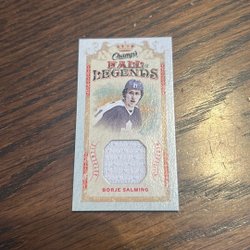 Champ's
HALL OF
LEGENDS
BORJE SALMING